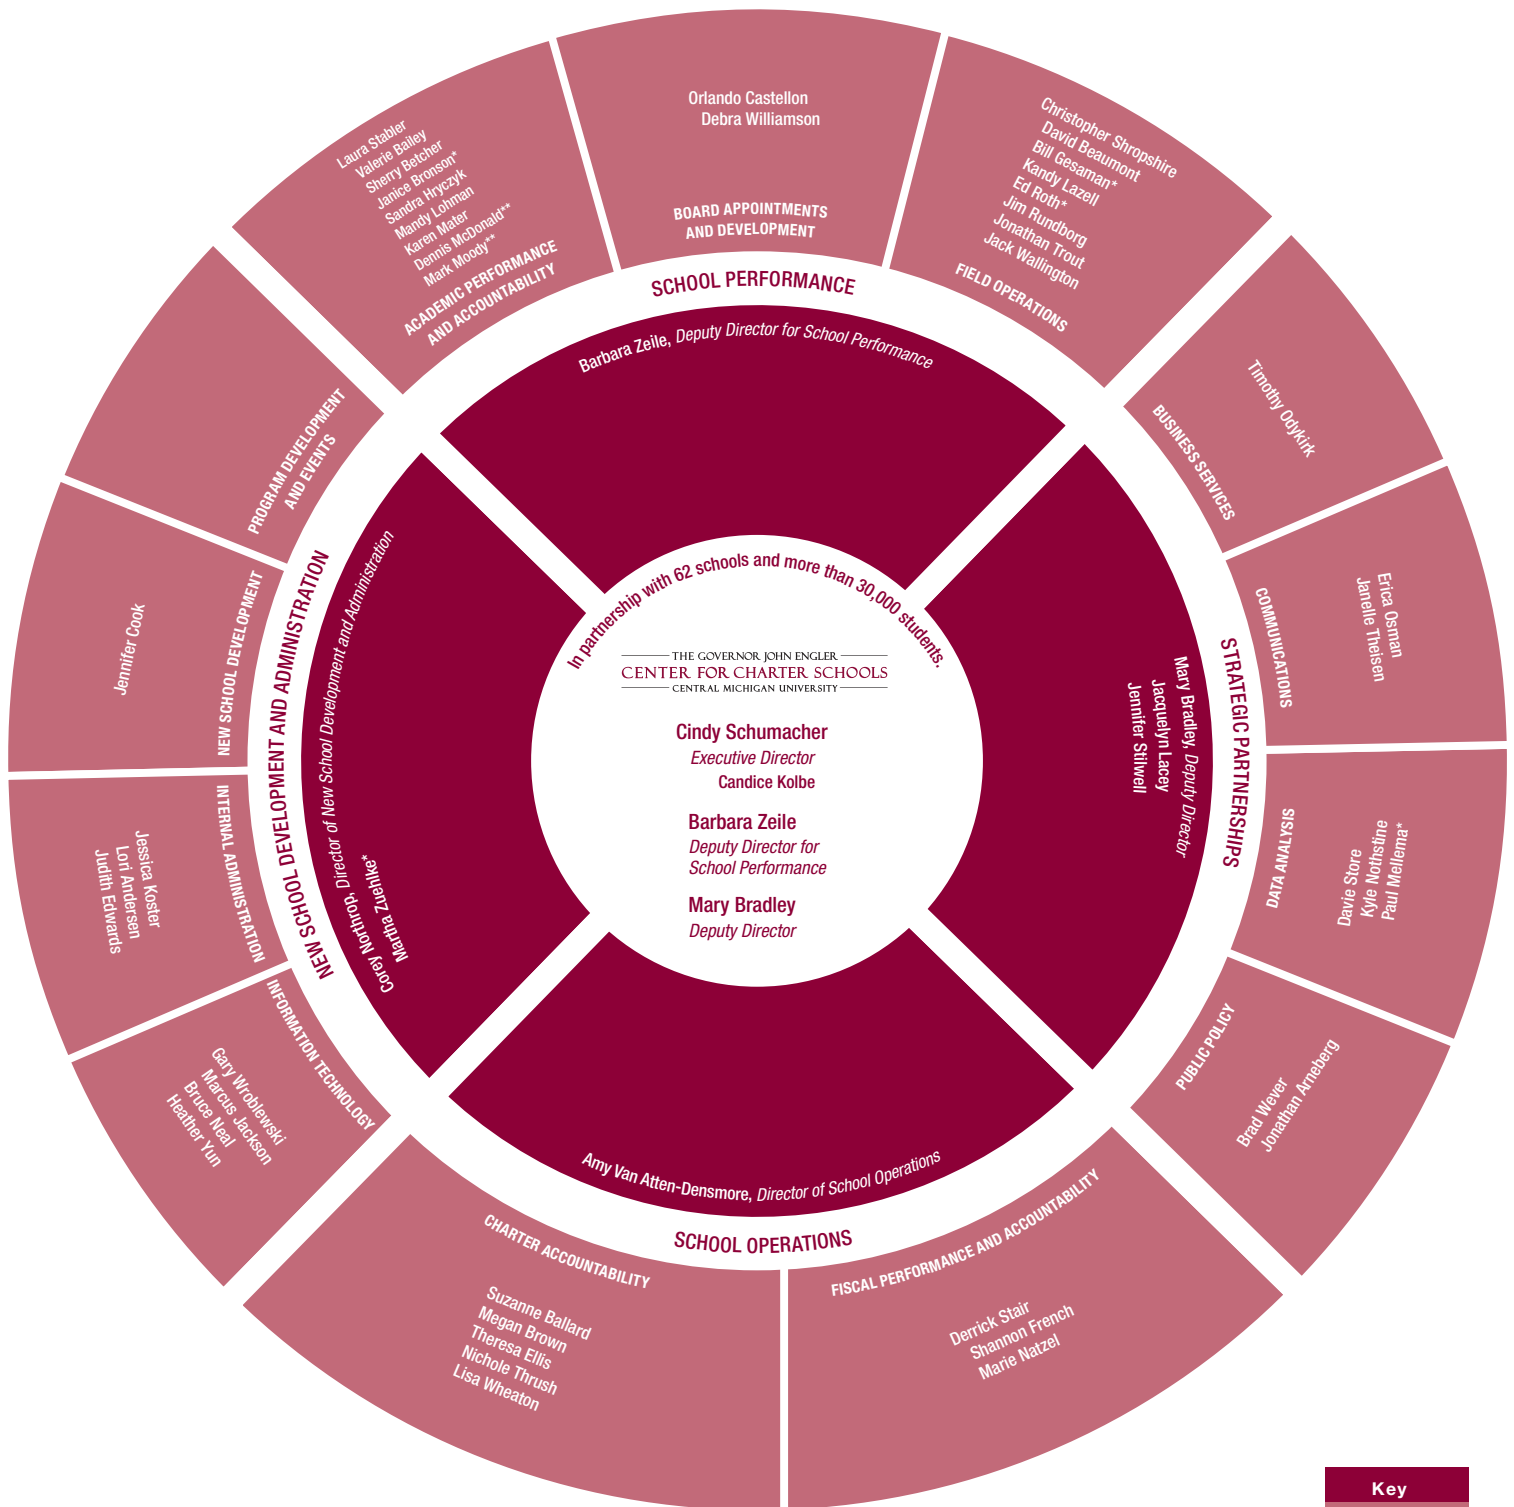 Orlando Castellon
Debra Williamson
BOARD APPOINTMENTS
AND DEVELOPMENT
Christopher Shropshire
David Beaumont
Bill Gesaman*
Kandy Lazell
Ed Roth*
Jim Rundborg
Jonathan Trout
Jack Wallington
FIELD OPERATIONS
Laura Stabler
Valerie Bailey
Sherry Betcher
Janice Bronson*
Sandra Hryczyk
Mandy Lohman
Karen Mater
Dennis McDonald**
Mark Moody**
ACADEMIC PERFORMANCE
AND ACCOUNTABILITY
SCHOOL PERFORMANCE
Barbara Zeile, Deputy Director for School Performance
Timothy Odykirk
BUSINESS SERVICES
Erica Osman
Janelle Theisen
COMMUNICATIONS
STRATEGIC PARTNERSHIPS
Mary Bradley, Deputy Director
Jacquelyn Lacey
Jennifer Stilwell
DATA ANALYSIS
Davie Store
Kyle Nothstine
Paul Mellema*
PUBLIC POLICY
Brad Wever
Jonathan Arneberg
PROGRAM DEVELOPMENT
AND EVENTS
Jennifer Cook
NEW SCHOOL DEVELOPMENT
NEW SCHOOL DEVELOPMENT AND ADMINISTRATION
Corey Northrop, Director of New School Development and Administration
Martha Zuehlke*
INTERNAL ADMINISTRATION
Jessica Koster
Lori Andersen
Judith Edwards
INFORMATION TECHNOLOGY
Gary Wroblewski
Marcus Jackson
Bruce Neal
Heather Yun
In partnership with 62 schools and more than 30,000 students.
THE GOVERNOR JOHN ENGLER
CENTER FOR CHARTER SCHOOLS
CENTRAL MICHIGAN UNIVERSITY
Cindy Schumacher
Executive Director
Candice Kolbe
Barbara Zeile
Deputy Director for
School Performance
Mary Bradley
Deputy Director
Amy Van Atten-Densmore, Director of School Operations
SCHOOL OPERATIONS
CHARTER ACCOUNTABILITY
Suzanne Ballard
Megan Brown
Theresa Ellis
Nichole Thrush
Lisa Wheaton
FISCAL PERFORMANCE AND ACCOUNTABILITY
Derrick Stair
Shannon French
Marie Natzel
Key